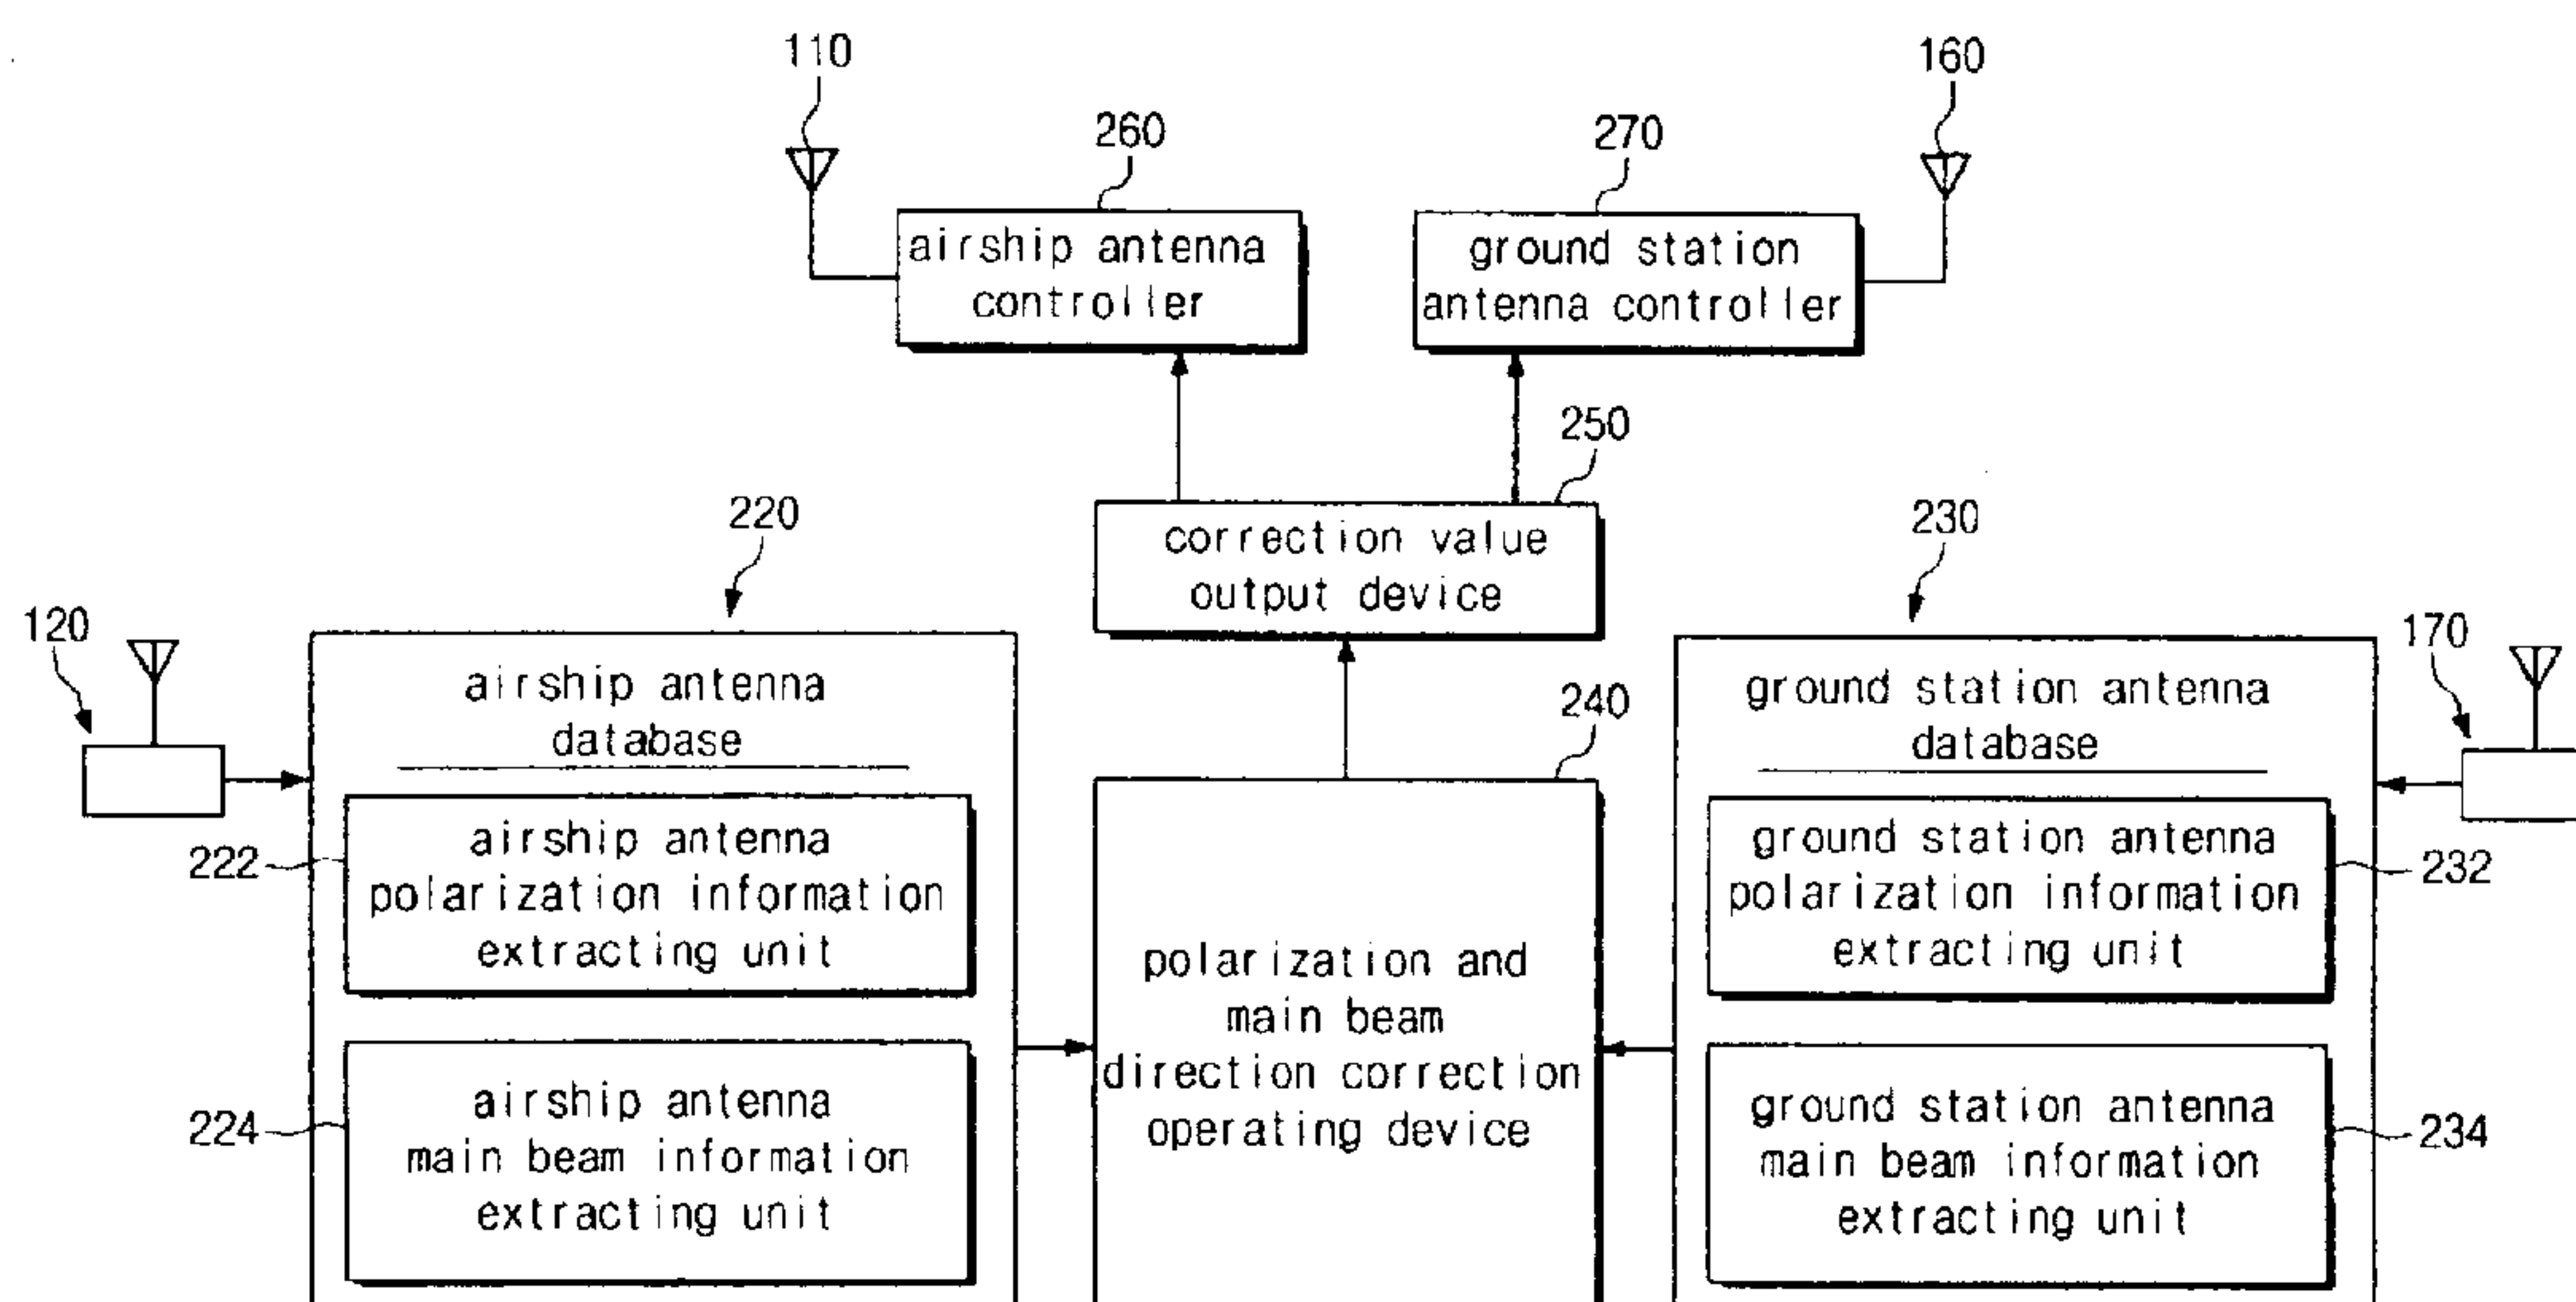 110
160
260
270
airship antenna
controller
ground station
antenna controller
250
220
230
correction value
output device
120
170
airship antenna
database
240
ground station antenna
database
222
airship antenna
polarization information
extracting unit
ground station antenna
polarization information
extracting unit
232
polarization and
main beam
direction correction
operating device
224
airship antenna
main beam information
extracting unit
ground station antenna
main beam information
extracting unit
234